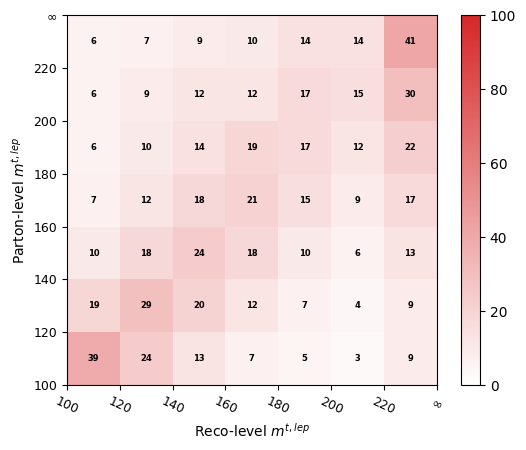 Parton-level m^{t, lep}
∞ 6 7 9 10 14 14 41
220
6 9 12 12 17 15 30
200
6 10 14 19 17 12 22
180
7 12 18 21 15 9 17
160
10 18 24 18 10 6 13
140
19 29 20 12 7 4 9
120
39 24 13 7 5 3 9
100
100 120 140 160 180 200 220 ∞
Reco-level m^{t, lep}
100
80
60
40
20
0